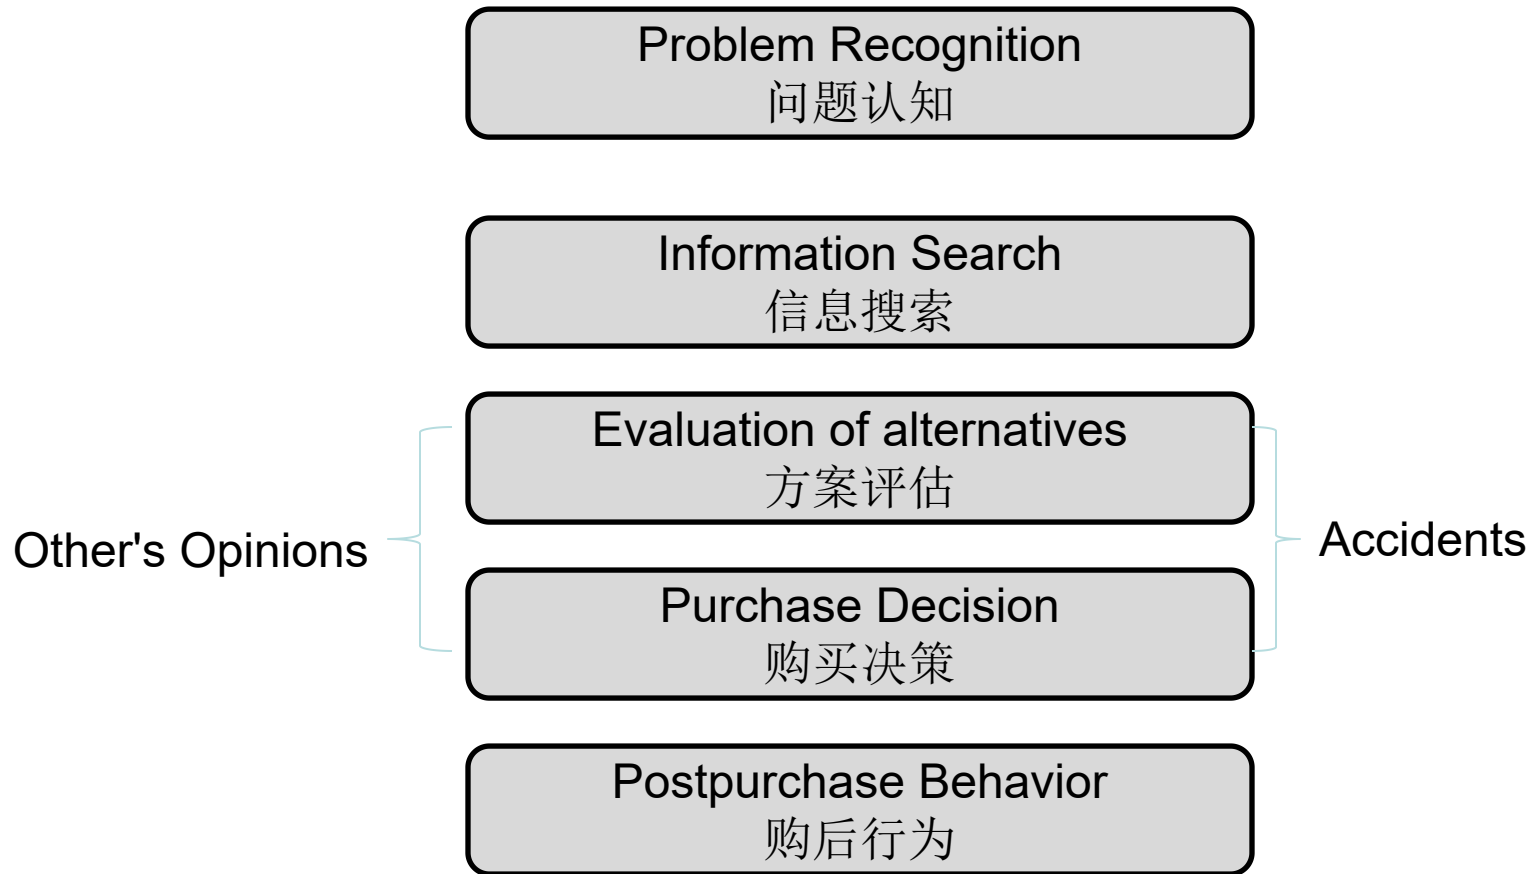 Problem Recognition
问题认知
Information Search
信息搜索
Evaluation of alternatives
方案评估
Other's Opinions
Accidents
Purchase Decision
购买决策
Postpurchase Behavior
购后行为